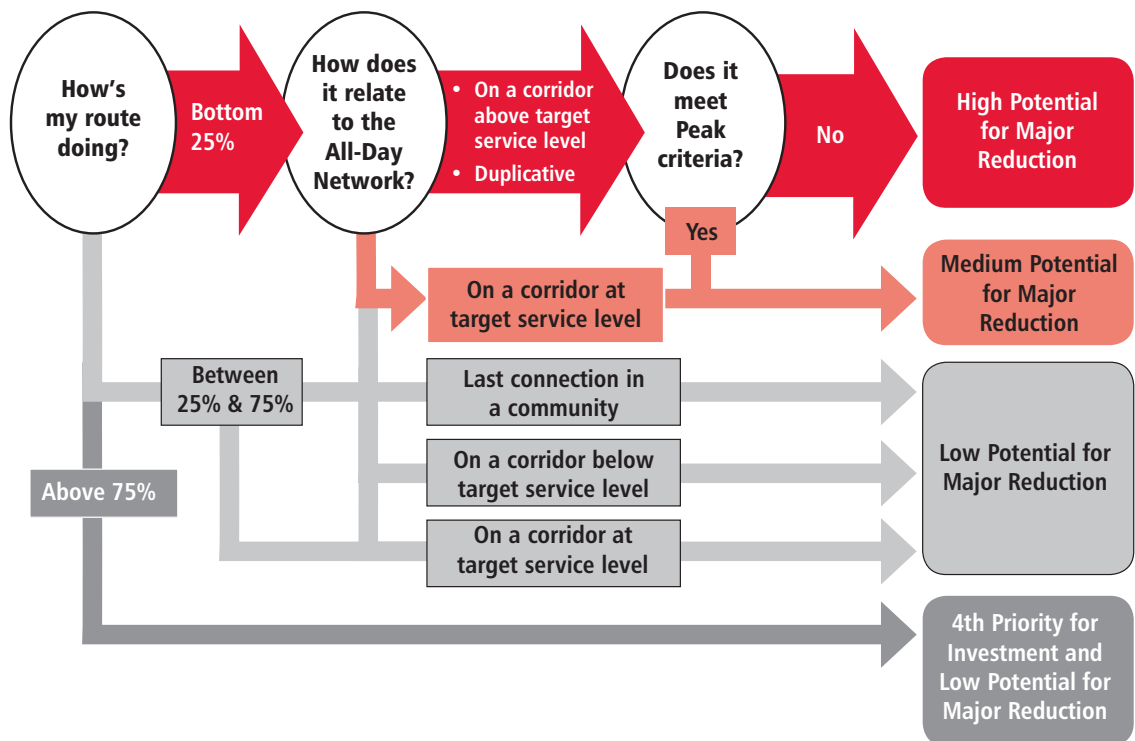 How's
my route
doing?
Bottom
25%
How does
it relate
to the
All-Day
Network?
• On a corridor
above target
service level
• Duplicative
Does it
meet
Peak
criteria?
No
High Potential
for Major
Reduction
Yes
On a corridor at
target service level
Medium Potential
for Major
Reduction
Between
25% & 75%
Last connection in
a community
On a corridor below
target service level
On a corridor at
target service level
Low Potential for
Major Reduction
Above 75%
4th Priority for
Investment and
Low Potential for
Major Reduction